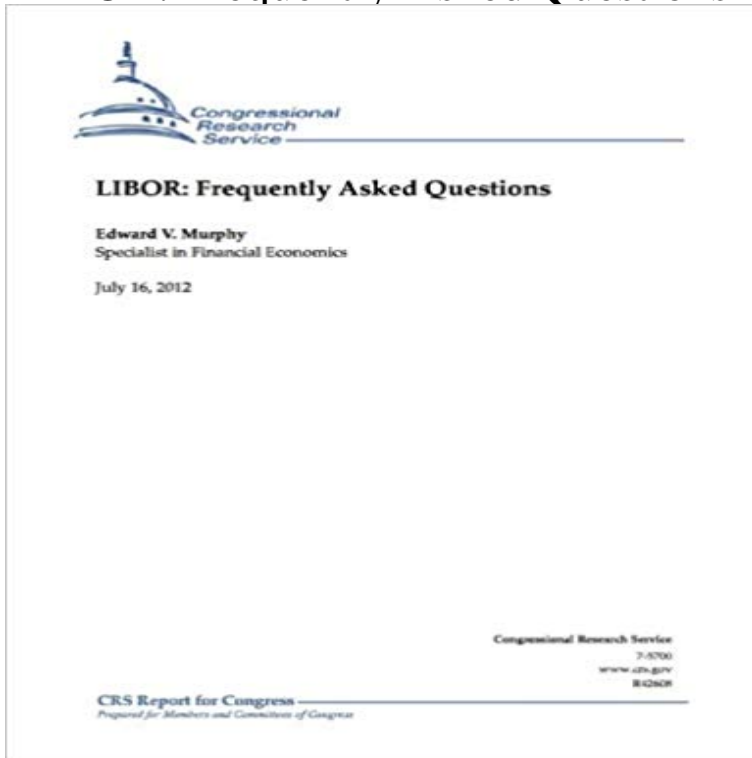 Congressional
Research
Service
LIBOR: Frequently Asked Questions
Edward V. Murphy
Specialist in Financial Economics
July 16, 2012
Congressional Research Service
7-5700
www.crs.gov
R42608
CRS Report for Congress
Prepared for Members and Committees of Congress